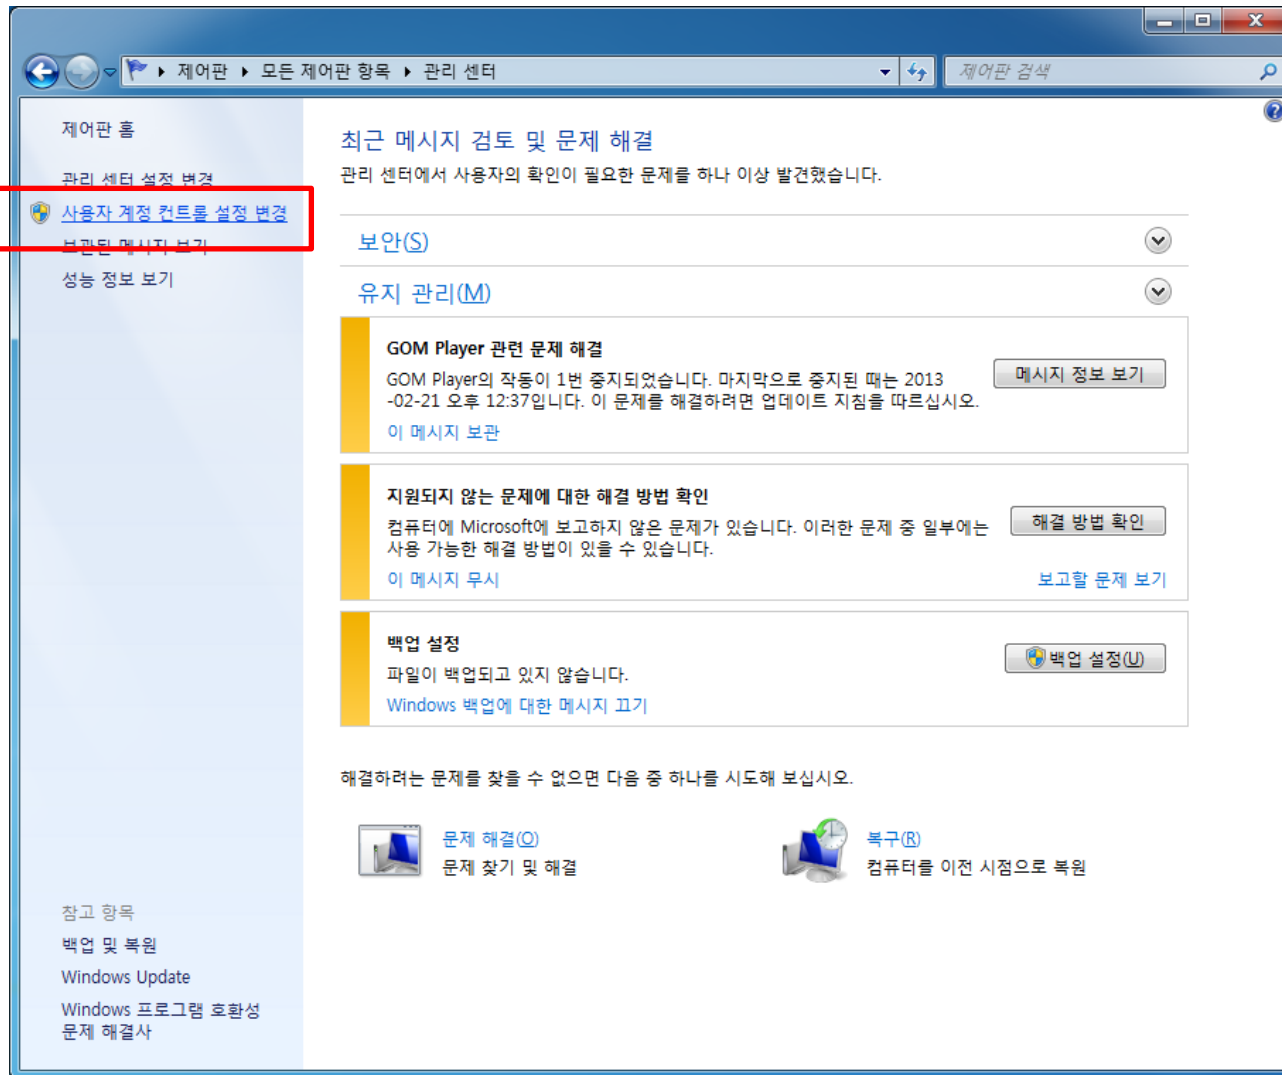 제어판 ▸ 모든 제어판 항목 ▸ 관리 센터
제어판 검색
제어판 홈
관리 센터 설정 변경
사용자 계정 컨트롤 설정 변경
보관된 메시지 보기
성능 정보 보기
최근 메시지 검토 및 문제 해결
관리 센터에서 사용자의 확인이 필요한 문제를 하나 이상 발견했습니다.
보안(S)
유지 관리(M)
GOM Player 관련 문제 해결
GOM Player의 작동이 1번 중지되었습니다. 마지막으로 중지된 때는 2013
-02-21 오후 12:37입니다. 이 문제를 해결하려면 업데이트 지침을 따르십시오.
메시지 정보 보기
이 메시지 보관
지원되지 않는 문제에 대한 해결 방법 확인
컴퓨터에 Microsoft에 보고하지 않은 문제가 있습니다. 이러한 문제 중 일부에는
사용 가능한 해결 방법이 있을 수 있습니다.
해결 방법 확인
이 메시지 무시
보고할 문제 보기
백업 설정
파일이 백업되고 있지 않습니다.
백업 설정(U)
Windows 백업에 대한 메시지 끄기
해결하려는 문제를 찾을 수 없으면 다음 중 하나를 시도해 보십시오.
문제 해결(O)
문제 찾기 및 해결
복구(R)
컴퓨터를 이전 시점으로 복원
참고 항목
백업 및 복원
Windows Update
Windows 프로그램 호환성
문제 해결사